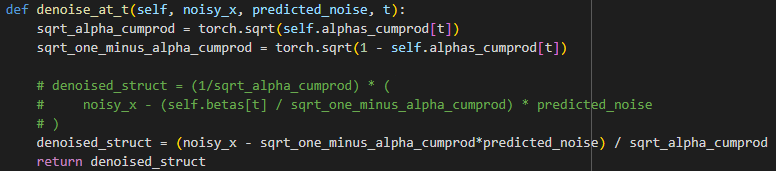 def denoise_at_t(self, noisy_x, predicted_noise, t):
    sqrt_alpha_cumprod = torch.sqrt(self.alphas_cumprod[t])
    sqrt_one_minus_alpha_cumprod = torch.sqrt(1 - self.alphas_cumprod[t])

    # denoised_struct = (1/sqrt_alpha_cumprod) * (
    #     noisy_x - (self.betas[t] / sqrt_one_minus_alpha_cumprod) * predicted_noise
    # )
    denoised_struct = (noisy_x - sqrt_one_minus_alpha_cumprod*predicted_noise) / sqrt_alpha_cumprod
    return denoised_struct